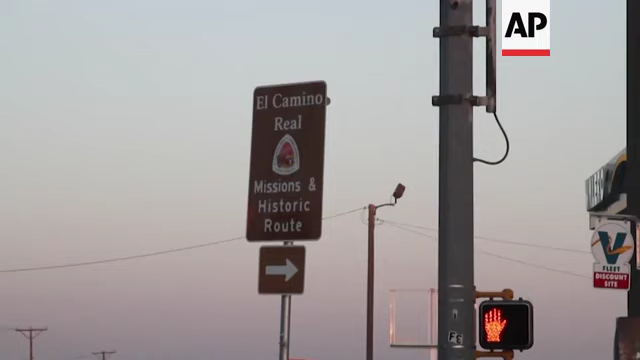 AP
El Camino
Real
Missions &
Historic
Route
FLEET
DISCOUNT
SITE